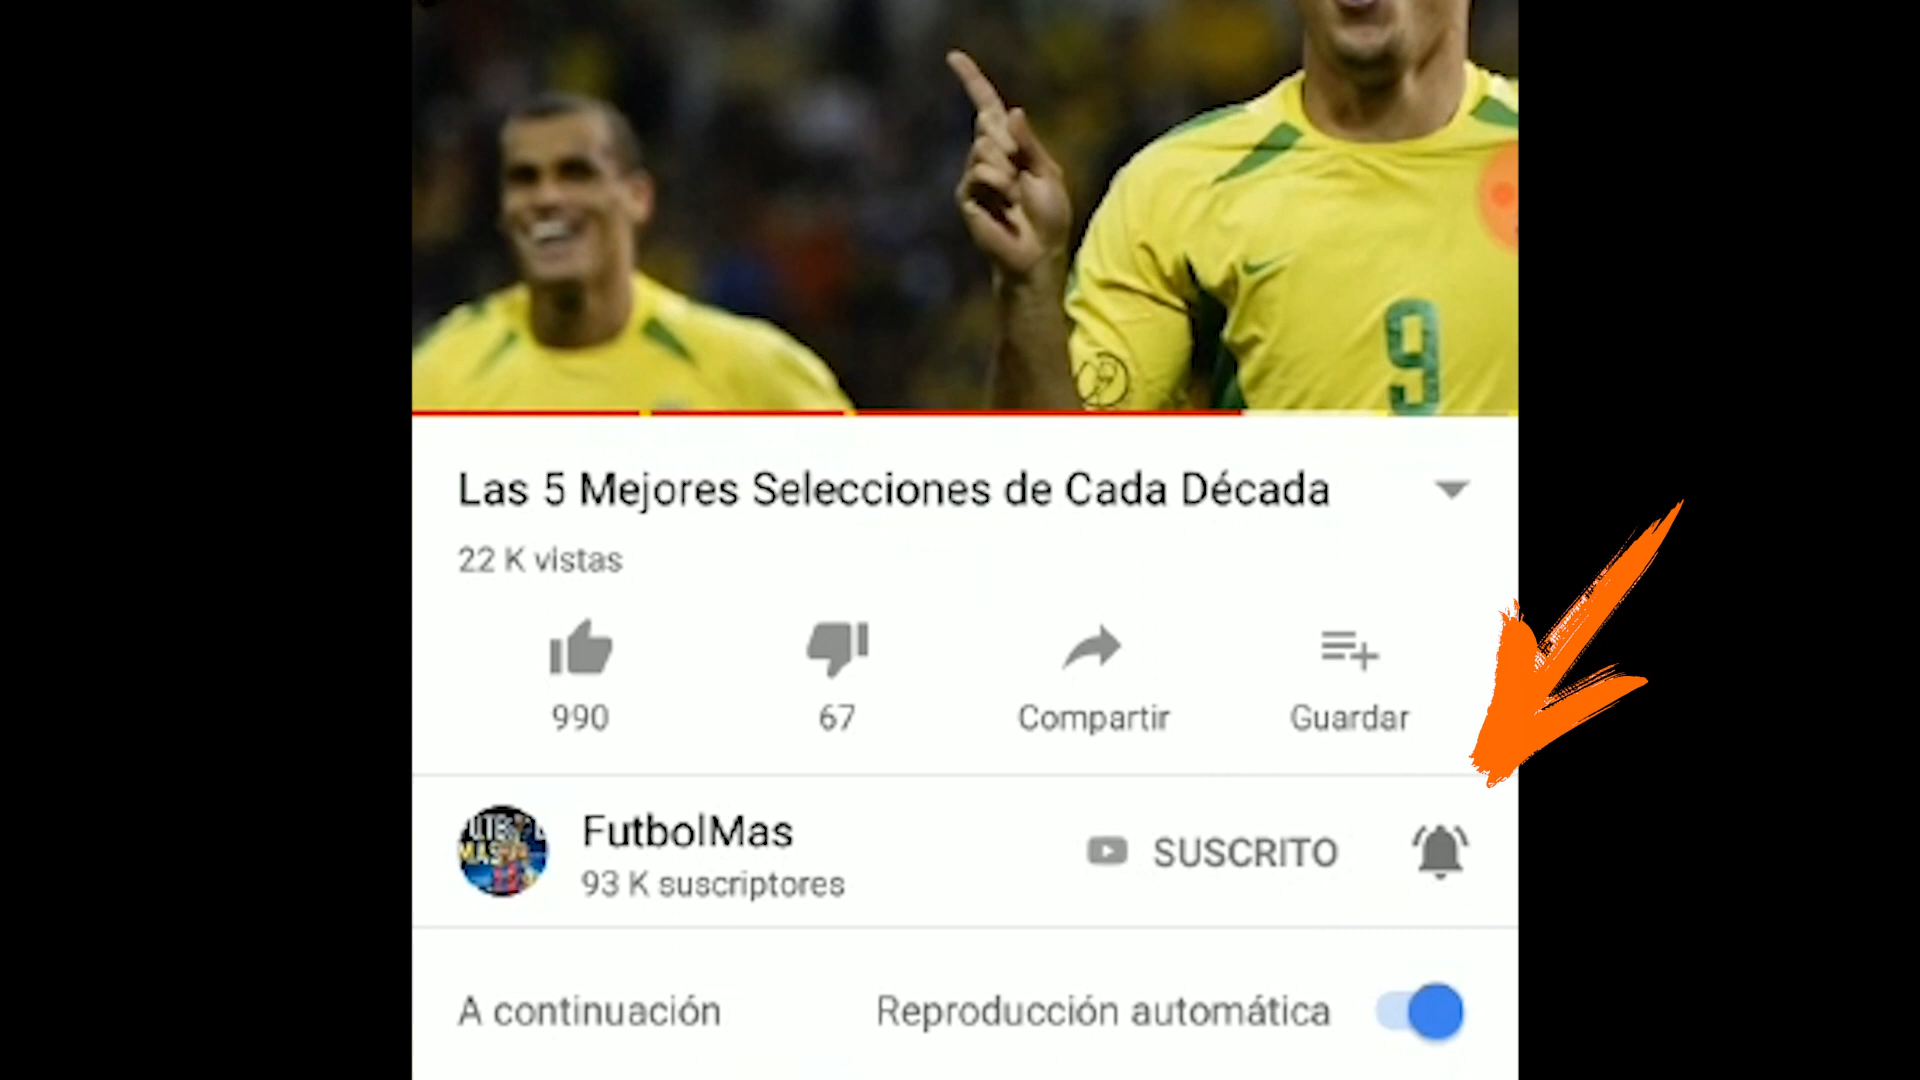 9
Las 5 Mejores Selecciones de Cada Década
22 K vistas
990
67
Compartir
Guardar
FutbolMas
93 K suscriptores
SUSCRITO
A continuación
Reproducción automática